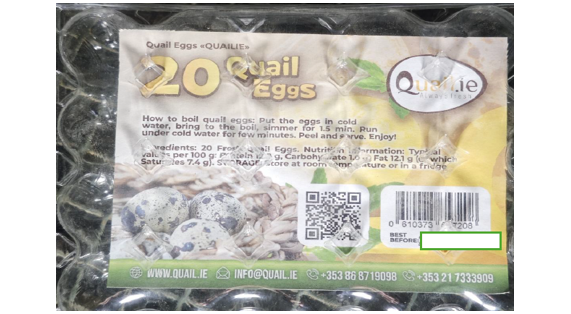 Quail Eggs «QUAILIE»
20 Quail Eggs
Quail.ie
How to boil quail eggs: Put the eggs in cold
water, bring to the boil, simmer for 1.5 min. Run
under cold water for few minutes. Peel and serve. Enjoy!
Ingredients: 20 Fresh Quail Eggs. Nutrition Information: Typical
values per 100 g: Protein g, Carbohydrate 1.0 g, Fat 12.1 g (of which
Saturates 7.4 g). STORAGE: Store at room temperature or in a fridge
BEST
BEFORE:
WWW.QUAIL.IE INFO@QUAIL.IE +353 86 8719098 +353 21 7333909